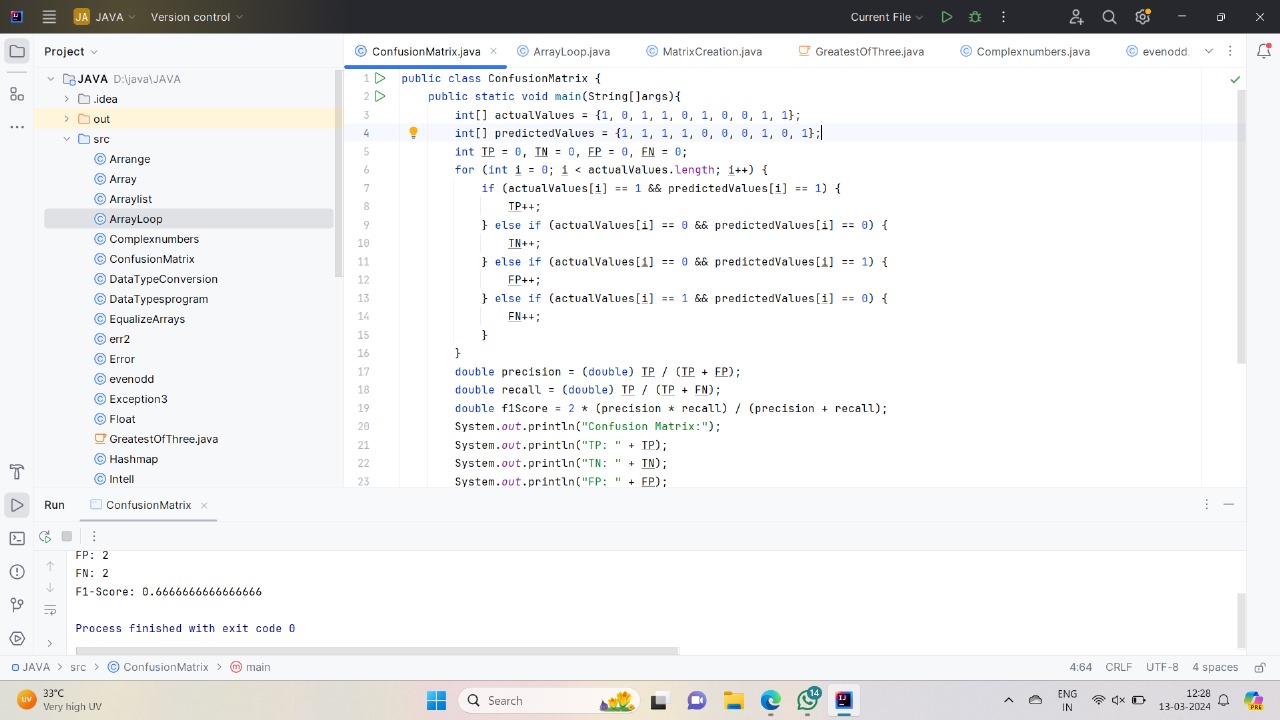 JA JAVA Version control Current File
Project ConfusionMatrix.java ArrayLoop.java MatrixCreation.java GreatestOfThree.java Complexnumbers.java evenodd
JAVA D:\java\JAVA
.idea
out
src
Arrange
Array
Arraylist
ArrayLoop
Complexnumbers
ConfusionMatrix
DataTypeConversion
DataTypesprogram
EqualizeArrays
err2
Error
evenodd
Exception3
Float
GreatestOfThree.java
Hashmap
Intell
1 public class ConfusionMatrix {
2 public static void main(String[]args){
3 int[] actualValues = {1, 0, 1, 1, 0, 1, 0, 0, 1, 1};
4 int[] predictedValues = {1, 1, 1, 1, 0, 0, 0, 1, 0, 1};
5 int TP = 0, TN = 0, FP = 0, FN = 0;
6 for (int i = 0; i < actualValues.length; i++) {
7 if (actualValues[i] == 1 && predictedValues[i] == 1) {
8 TP++;
9 } else if (actualValues[i] == 0 && predictedValues[i] == 0) {
10 TN++;
11 } else if (actualValues[i] == 0 && predictedValues[i] == 1) {
12 FP++;
13 } else if (actualValues[i] == 1 && predictedValues[i] == 0) {
14 FN++;
15 }
16 }
17 double precision = (double) TP / (TP + FP);
18 double recall = (double) TP / (TP + FN);
19 double f1Score = 2 * (precision * recall) / (precision + recall);
20 System.out.println("Confusion Matrix:");
21 System.out.println("TP: " + TP);
22 System.out.println("TN: " + TN);
23 System.out.println("FP: " + FP);
Run ConfusionMatrix
FP: 2
FN: 2
F1-Score: 0.6666666666666666
Process finished with exit code 0
JAVA > src > ConfusionMatrix > main 4:64 CRLF UTF-8 4 spaces
UV 33°C
Very high UV
Search
14
PRE
ENG
IN
12:28
13-03-2024